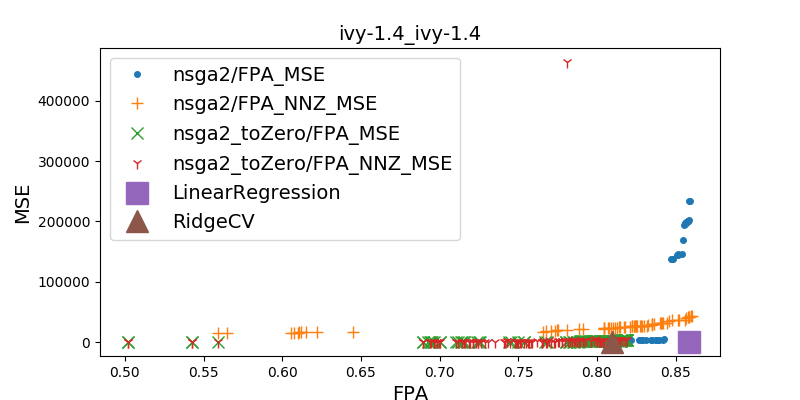 ivy-1.4_ivy-1.4
nsga2/FPA_MSE
nsga2/FPA_NNZ_MSE
nsga2_toZero/FPA_MSE
nsga2_toZero/FPA_NNZ_MSE
LinearRegression
RidgeCV
MSE
400000
300000
200000
100000
0
0.50 0.55 0.60 0.65 0.70 0.75 0.80 0.85
FPA